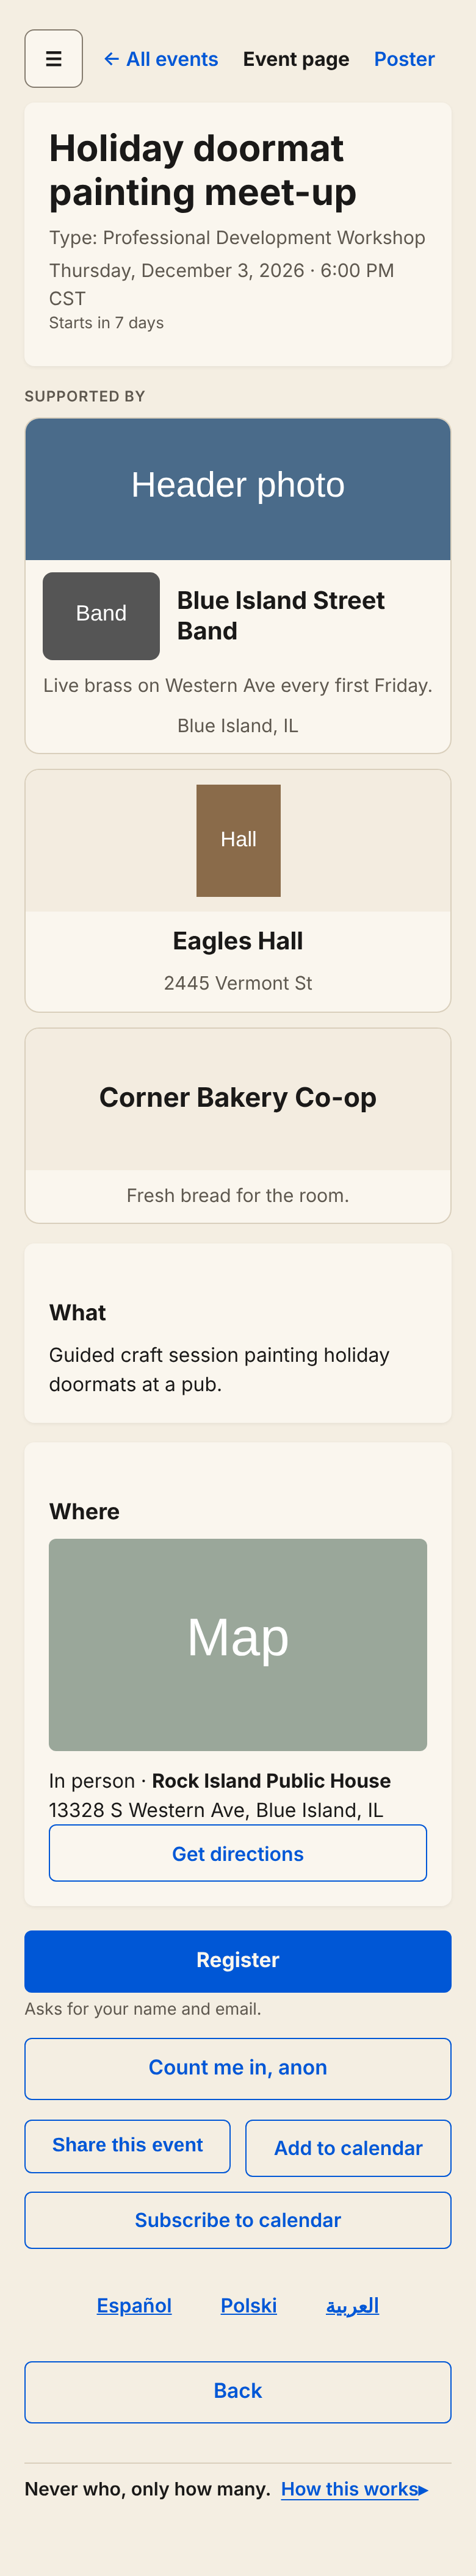 ☰ ← All events Event page Poster
Holiday doormat
painting meet-up
Type: Professional Development Workshop
Thursday, December 3, 2026 · 6:00 PM
CST
Starts in 7 days
SUPPORTED BY
Header photo
Band
Blue Island Street
Band
Live brass on Western Ave every first Friday.
Blue Island, IL
Hall
Eagles Hall
2445 Vermont St
Corner Bakery Co-op
Fresh bread for the room.
What
Guided craft session painting holiday
doormats at a pub.
Where
Map
In person · Rock Island Public House
13328 S Western Ave, Blue Island, IL
Get directions
Register
Asks for your name and email.
Count me in, anon
Share this event Add to calendar
Subscribe to calendar
Español Polski العربية
Back
Never who, only how many. How this works▸